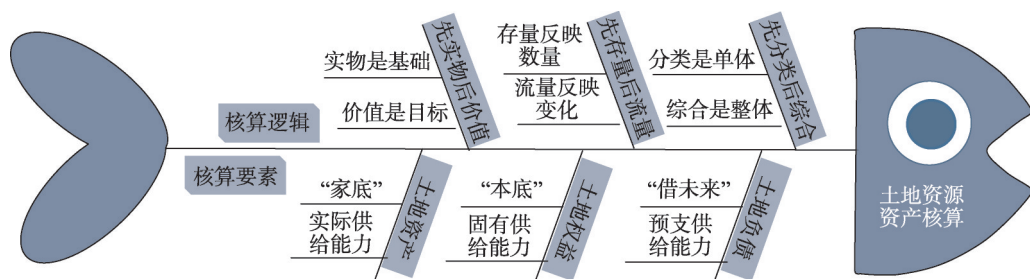 核算逻辑
实物是基础
价值是目标
先实物后价值
存量反映
数量
流量反映
变化
先存量后流量
分类是单体
综合是整体
先分类后综合
核算要素
“家底”
实际供
给能力
土地资产
“本底”
固有供
给能力
土地权益
“借未来”
预支供
给能力
土地负债
土地资源
资产核算